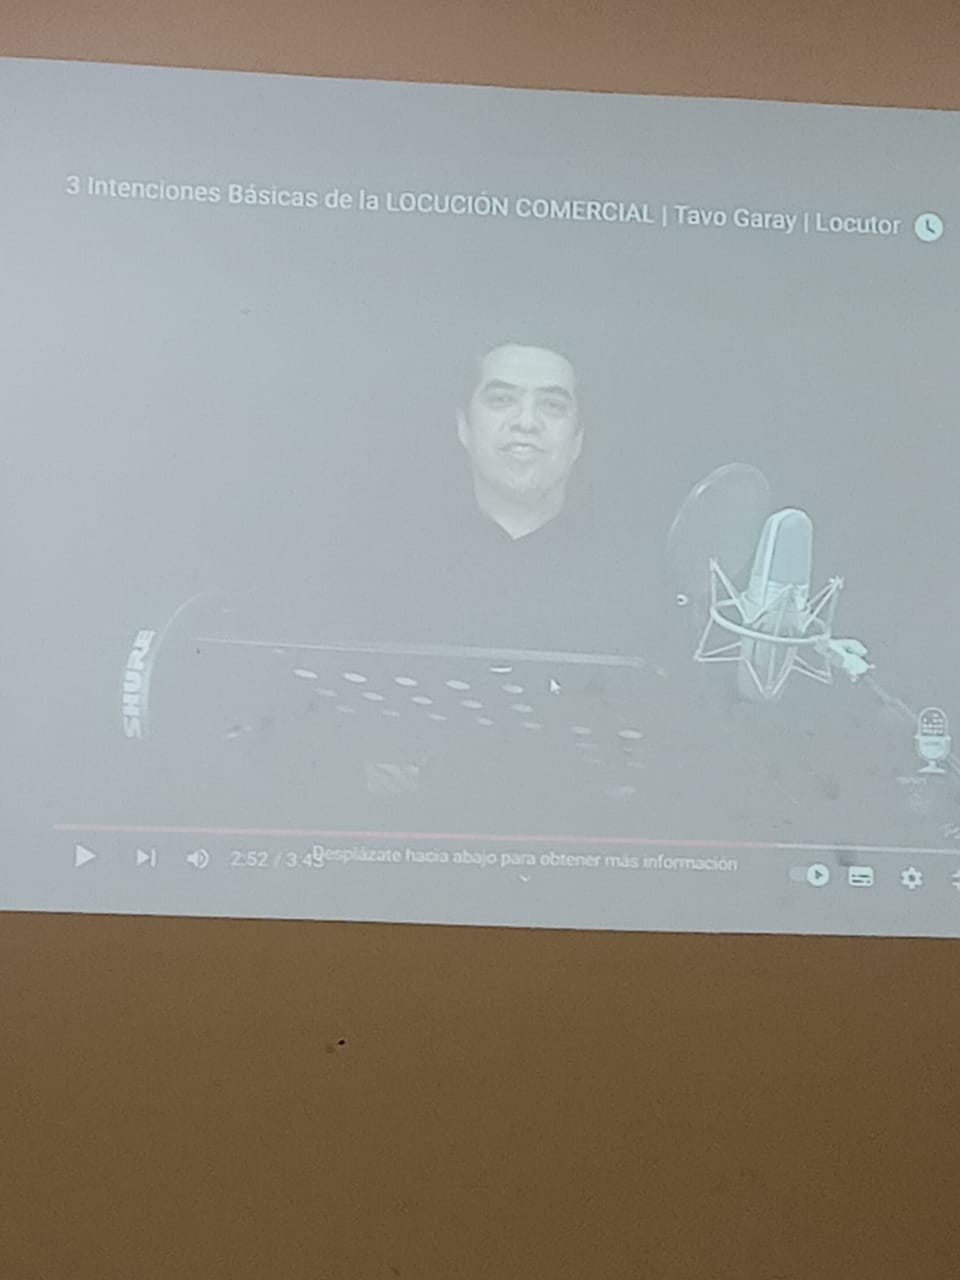 3 Intenciones Básicas de la LOCUCIÓN COMERCIAL | Tavo Garay | Locutor
SHURE
2:52 / 3:49
Desplázate hacia abajo para obtener más información